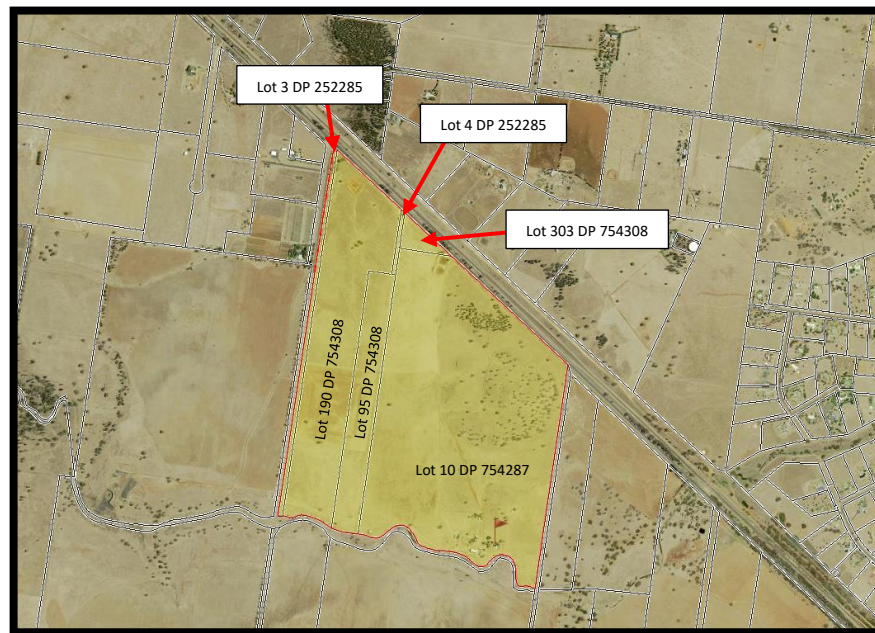 Lot 3 DP 252285
Lot 4 DP 252285
Lot 303 DP 754308
Lot 190 DP 754308
Lot 95 DP 754308
Lot 10 DP 754287